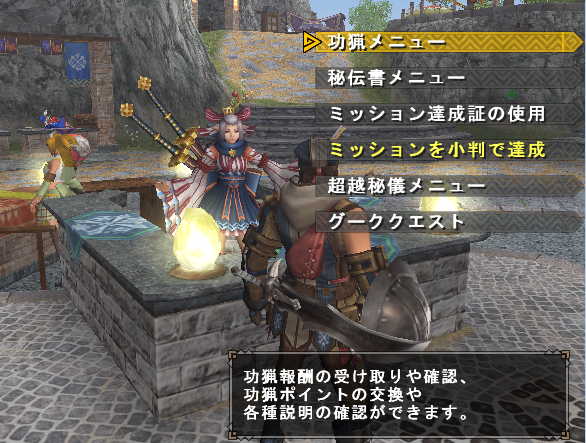 功猟メニュー
秘伝書メニュー
ミッション達成証の使用
ミッションを小判で達成
超越秘儀メニュー
グーククエスト
功猟報酬の受け取りや確認、
功猟ポイントの交換や
各種説明の確認ができます。